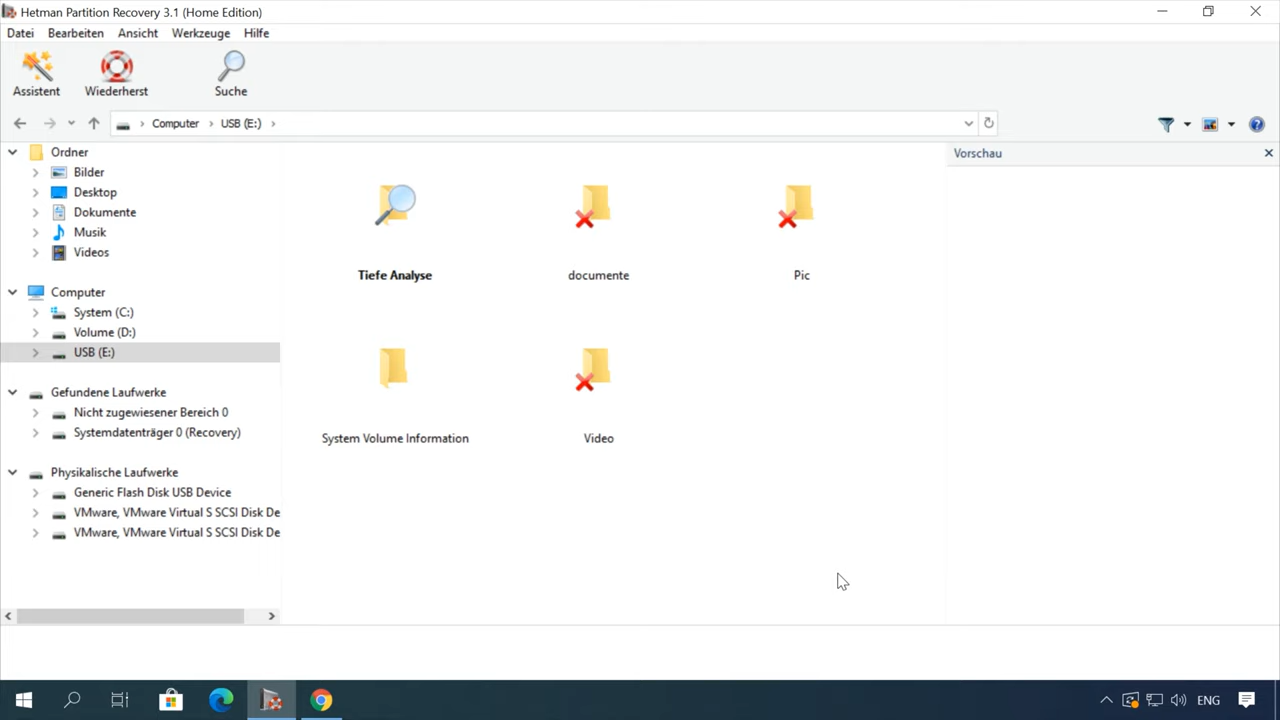 Hetman Partition Recovery 3.1 (Home Edition)
Datei Bearbeiten Ansicht Werkzeuge Hilfe
Assistent Wiederherst Suche
Computer USB (E:)
Ordner
Bilder
Desktop
Dokumente
Musik
Videos
Computer
System (C:)
Volume (D:)
USB (E:)
Gefundene Laufwerke
Nicht zugewiesener Bereich 0
Systemdatenträger 0 (Recovery)
Physikalische Laufwerke
Generic Flash Disk USB Device
VMware, VMware Virtual S SCSI Disk De
VMware, VMware Virtual S SCSI Disk De
Tiefe Analyse documente Pic
System Volume Information Video
Vorschau
ENG